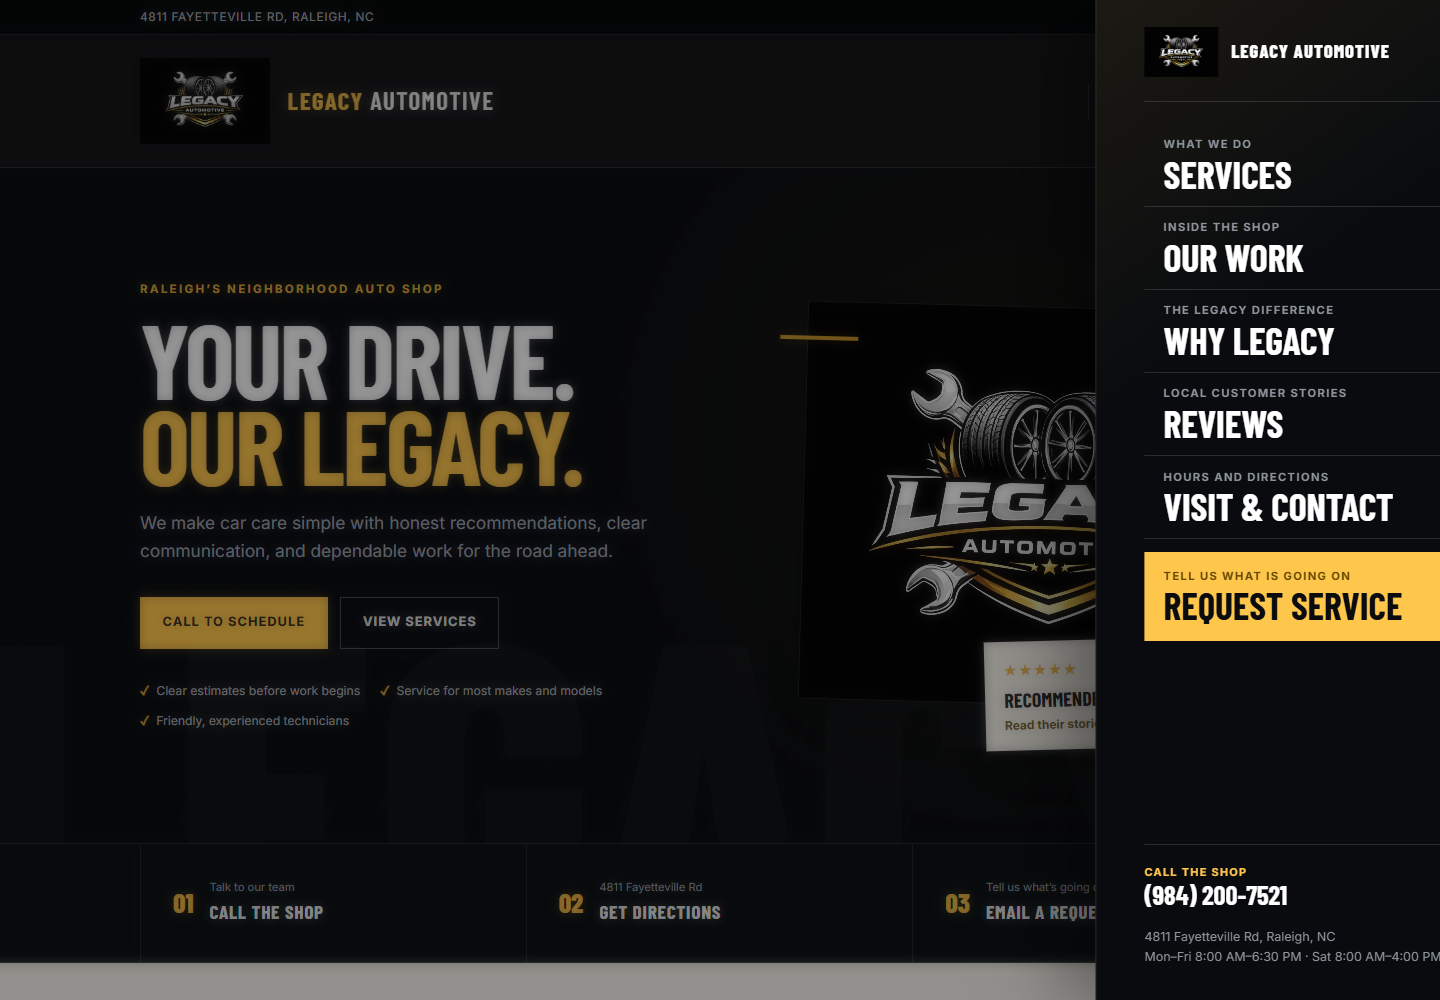 4811 FAYETTEVILLE RD, RALEIGH, NC
LEGACY
AUTOMOTIVE
LEGACY AUTOMOTIVE
RALEIGH'S NEIGHBORHOOD AUTO SHOP
YOUR DRIVE.
OUR LEGACY.
We make car care simple with honest recommendations, clear
communication, and dependable work for the road ahead.
CALL TO SCHEDULE
VIEW SERVICES
✓ Clear estimates before work begins
✓ Service for most makes and models
✓ Friendly, experienced technicians
LEGA
AUTOMOT
★★★★★
RECOMMEND
Read their stori
LEGACY
01
Talk to our team
CALL THE SHOP
02
4811 Fayetteville Rd
GET DIRECTIONS
03
Tell us what's going
EMAIL A REQUE
LEGACY
LEGACY AUTOMOTIVE
WHAT WE DO
SERVICES
INSIDE THE SHOP
OUR WORK
THE LEGACY DIFFERENCE
WHY LEGACY
LOCAL CUSTOMER STORIES
REVIEWS
HOURS AND DIRECTIONS
VISIT & CONTACT
TELL US WHAT IS GOING ON
REQUEST SERVICE
CALL THE SHOP
(984) 200-7521
4811 Fayetteville Rd, Raleigh, NC
Mon–Fri 8:00 AM–6:30 PM · Sat 8:00 AM–4:00 PM